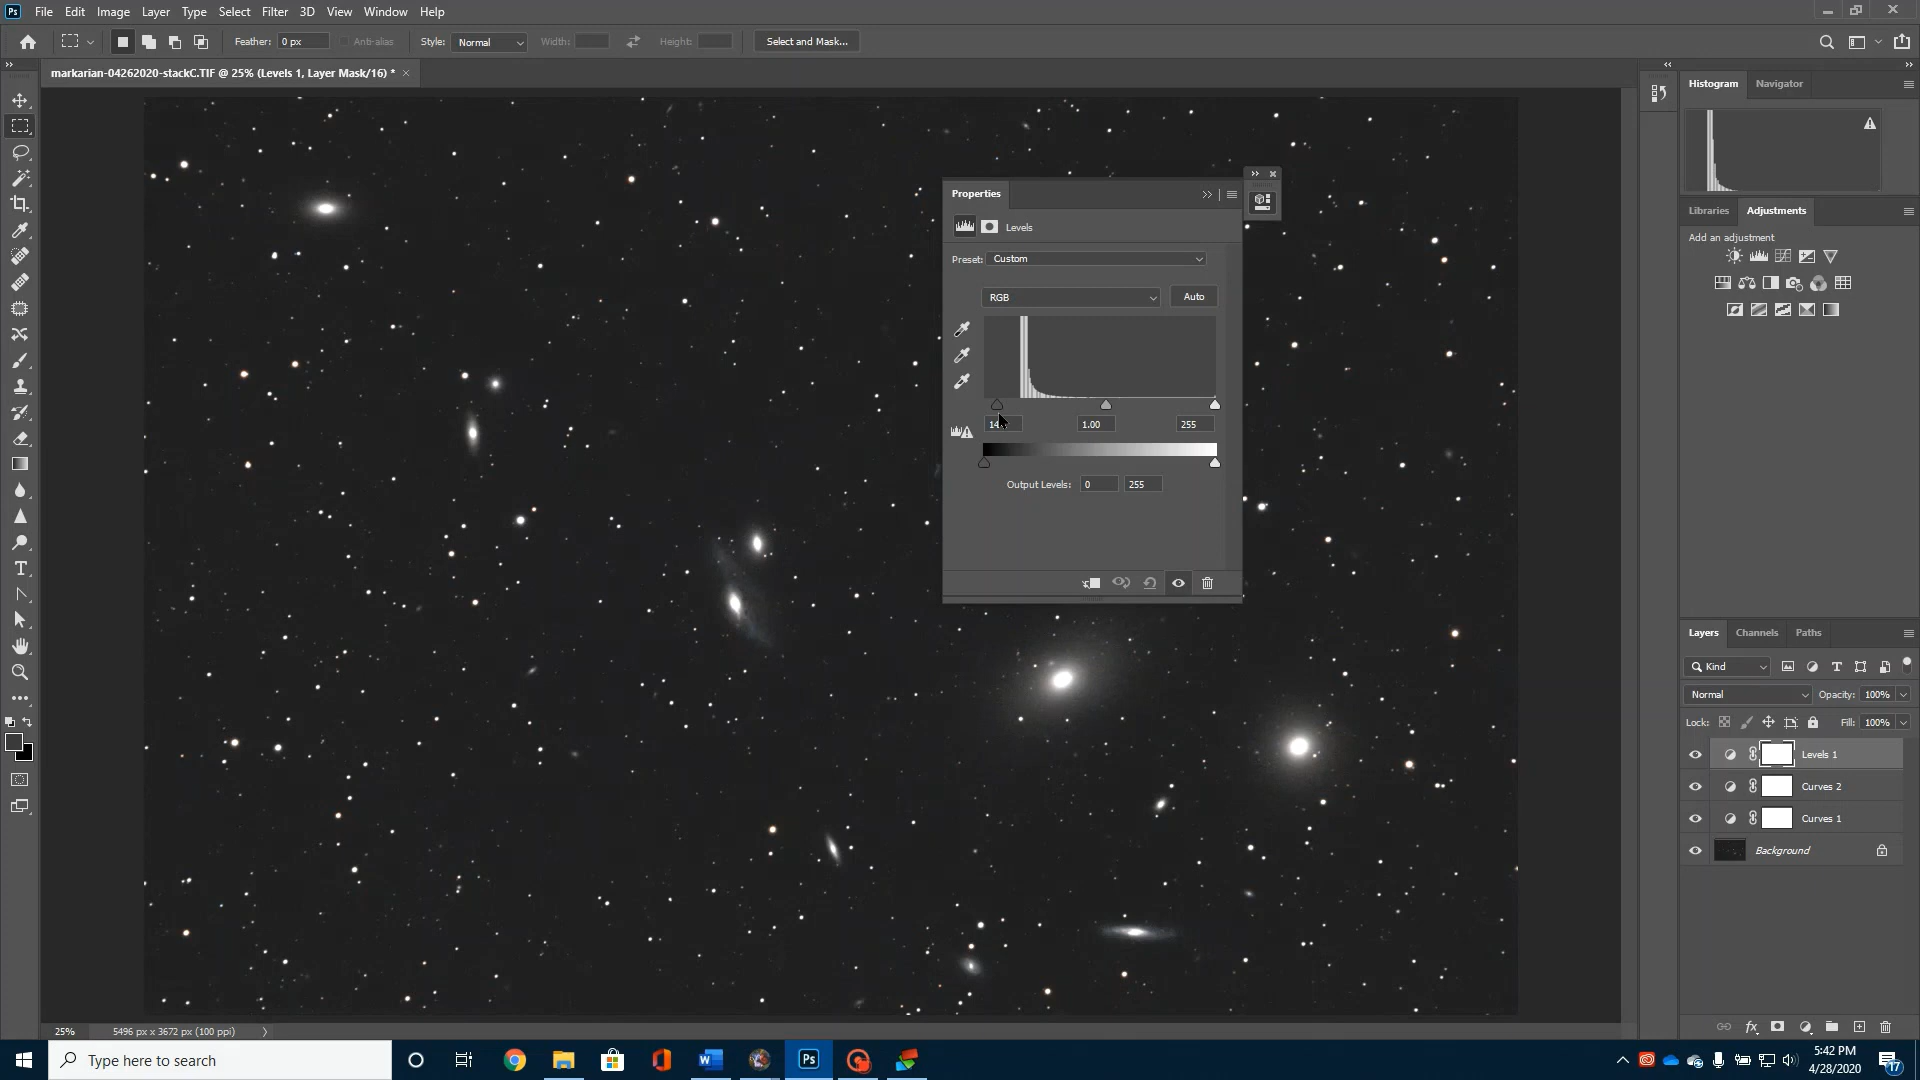 Ps File Edit Image Layer Type Select Filter 3D View Window Help
Feather: 0 px Anti-alias Style: Normal Width: Height: Select and Mask...
markarian-04262020-stackC.TIF @ 25% (Levels 1, Layer Mask/16) * ×
Histogram Navigator
Properties
Levels
Preset: Custom
RGB Auto
1.00 255
Output Levels: 0 255
Libraries Adjustments
Add an adjustment
Layers Channels Paths
Kind
Normal Opacity: 100%
Lock: Fill: 100%
Levels 1
Curves 2
Curves 1
Background
fx
25% 5496 px x 3672 px (100 ppi)
Type here to search
Ps
5:42 PM
4/28/2020
17